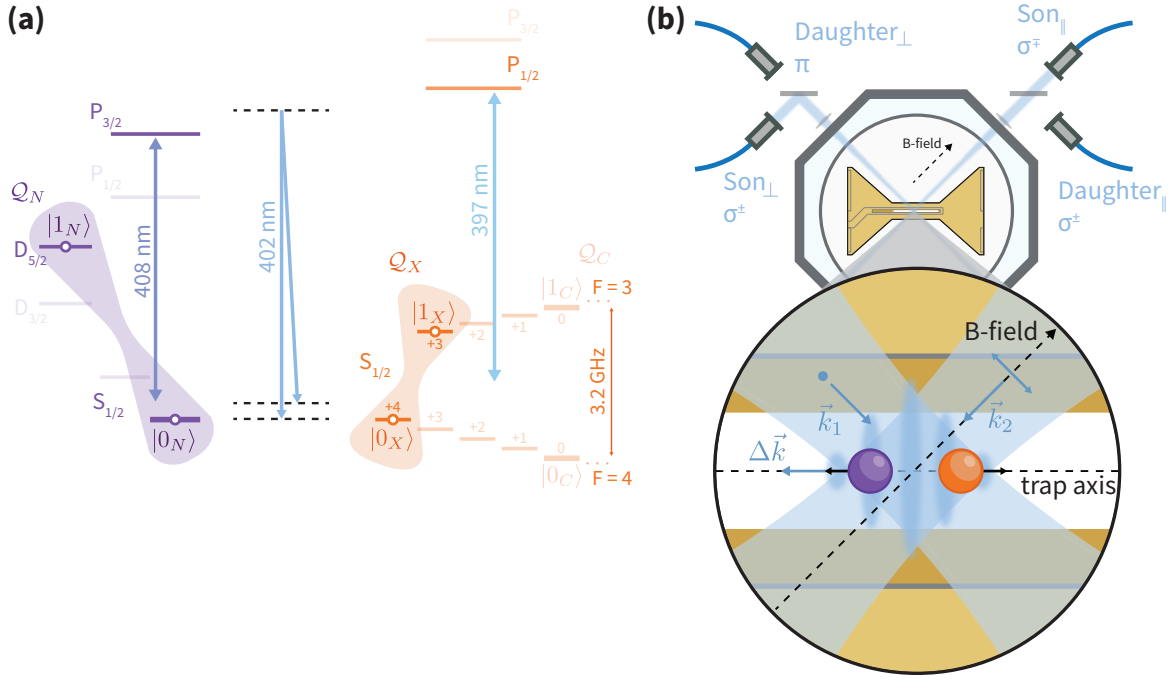 (a)
P3/2
P1/2
P3/2
P1/2
𝒬N
|1N⟩
D5/2
D3/2
408 nm
S1/2
|0N⟩
402 nm
397 nm
𝒬X
|1X⟩
+3
+2
+1
0
𝒬C
|1C⟩
F = 3
S1/2
3.2 GHz
+4
+3
+2
+1
0
|0X⟩
|0C⟩
F = 4
(b)
Daughter⊥
π
Son∥
σ∓
B-field
Son⊥
σ±
Daughter∥
σ±
B-field
k⃗1
k⃗2
Δk⃗
trap axis